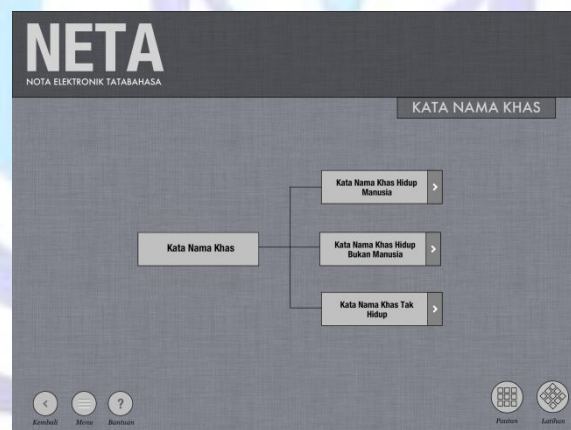 NETA
NOTA ELEKTRONIK TATABAHASA
KATA NAMA KHAS
Kata Nama Khas Hidup
Manusia
Kata Nama Khas
Kata Nama Khas Hidup
Bukan Manusia
Kata Nama Khas Tak
Hidup
Kembali
Menu
Bantuan
Pautan
Latihan